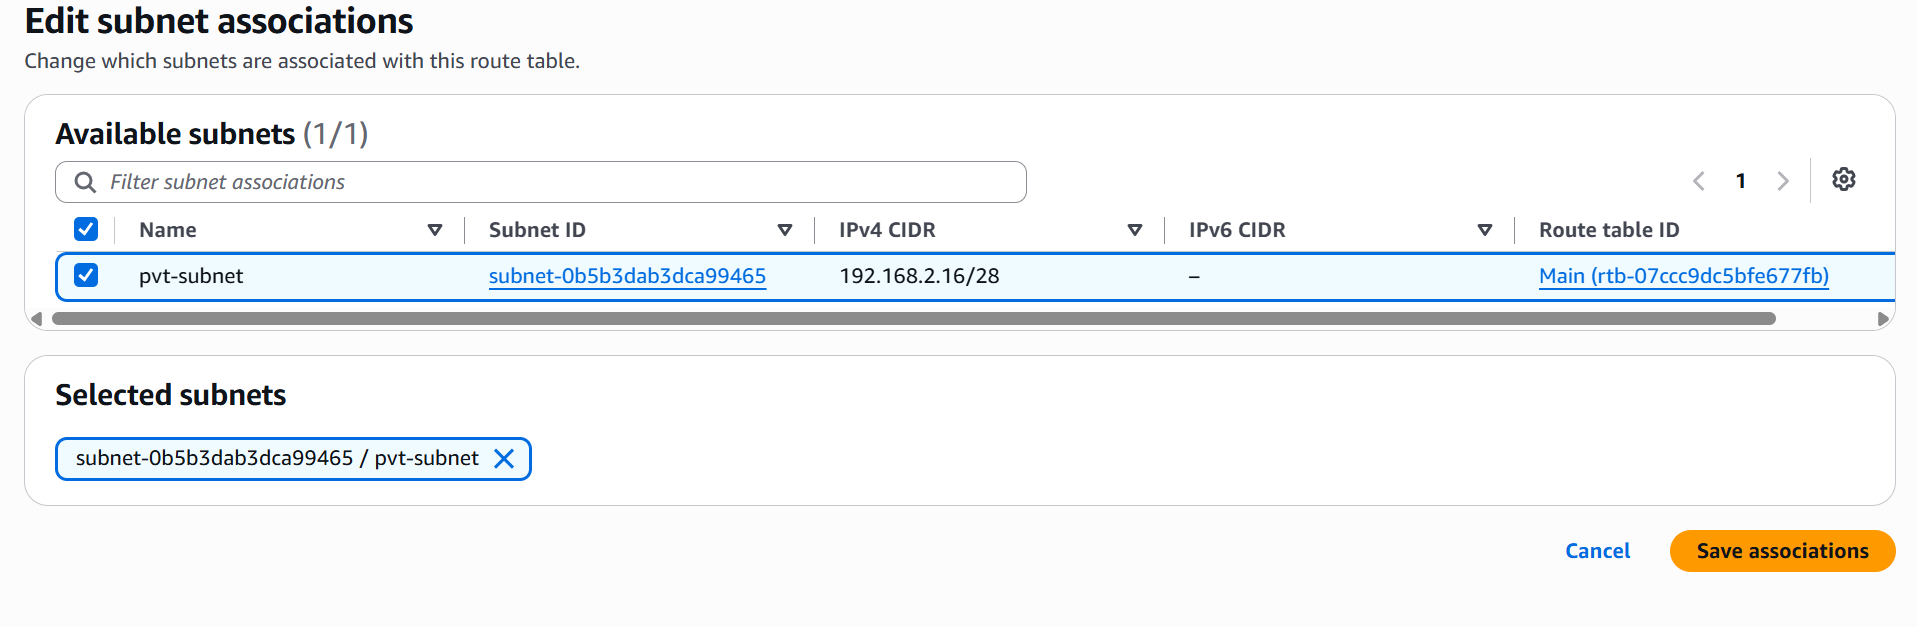 Edit subnet associations
Change which subnets are associated with this route table.
Available subnets (1/1)
Filter subnet associations
1
Name Subnet ID IPv4 CIDR IPv6 CIDR Route table ID
pvt-subnet subnet-0b5b3dab3dca99465 192.168.2.16/28 – Main (rtb-07ccc9dc5bfe677fb)
Selected subnets
subnet-0b5b3dab3dca99465 / pvt-subnet
Cancel Save associations